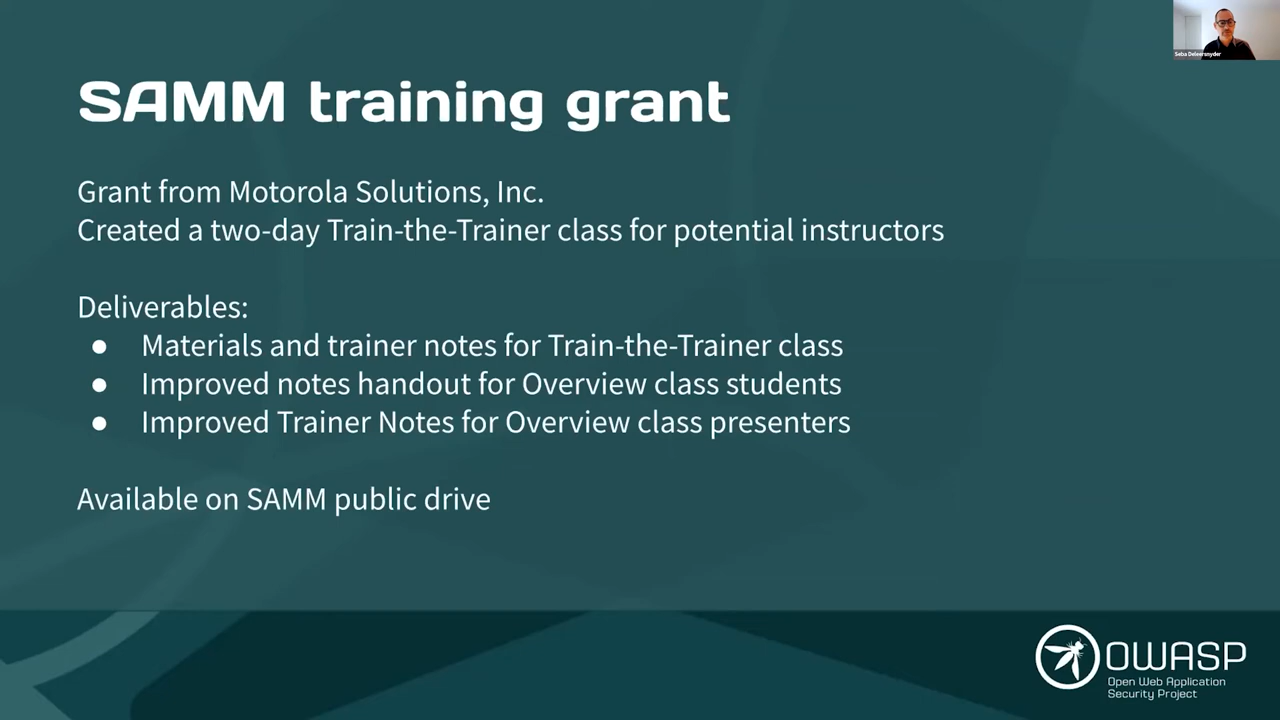 Seba Deleersnyder
SAMM training grant
Grant from Motorola Solutions, Inc.
Created a two-day Train-the-Trainer class for potential instructors
Deliverables:
● Materials and trainer notes for Train-the-Trainer class
● Improved notes handout for Overview class students
● Improved Trainer Notes for Overview class presenters
Available on SAMM public drive
OWASP
Open Web Application
Security Project